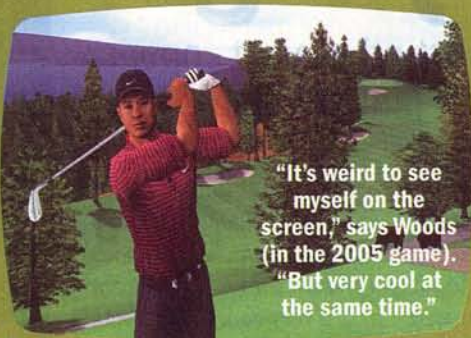 “It’s weird to see
myself on the
screen,” says Woods
(in the 2005 game).
“But very cool at
the same time.”